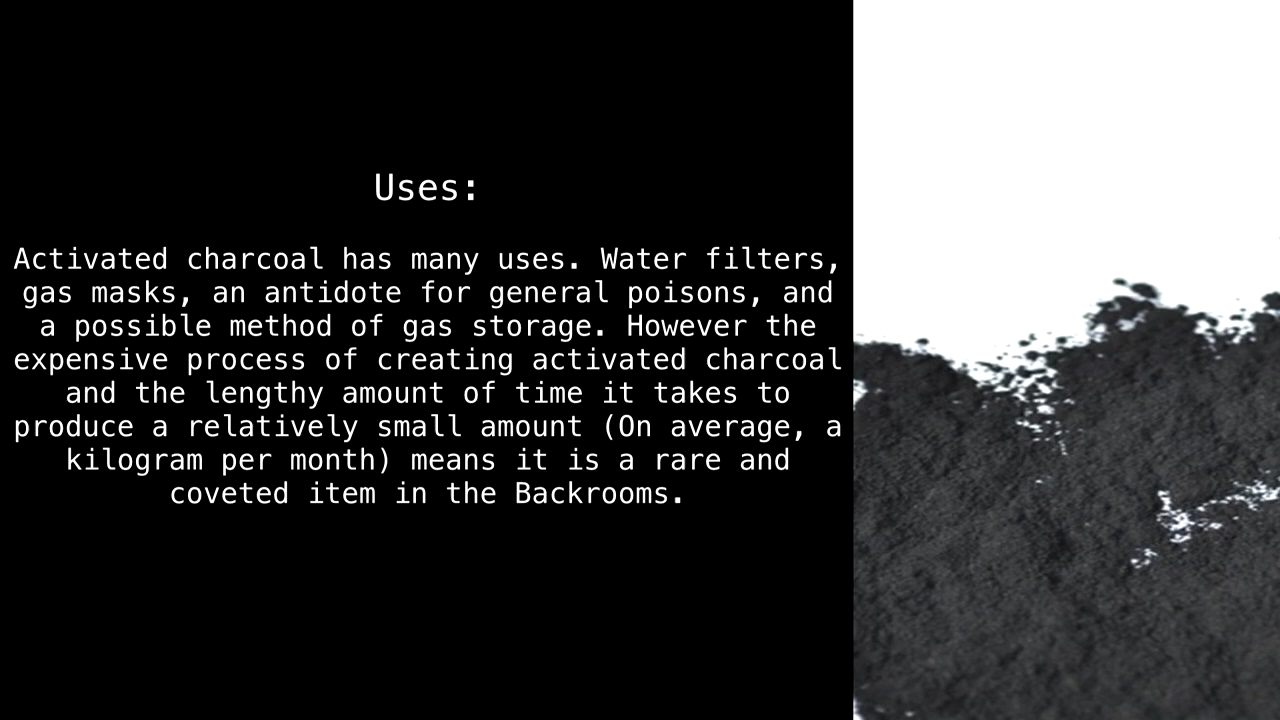 Uses:
Activated charcoal has many uses. Water filters,
gas masks, an antidote for general poisons, and
a possible method of gas storage. However the
expensive process of creating activated charcoal
and the lengthy amount of time it takes to
produce a relatively small amount (On average, a
kilogram per month) means it is a rare and
coveted item in the Backrooms.